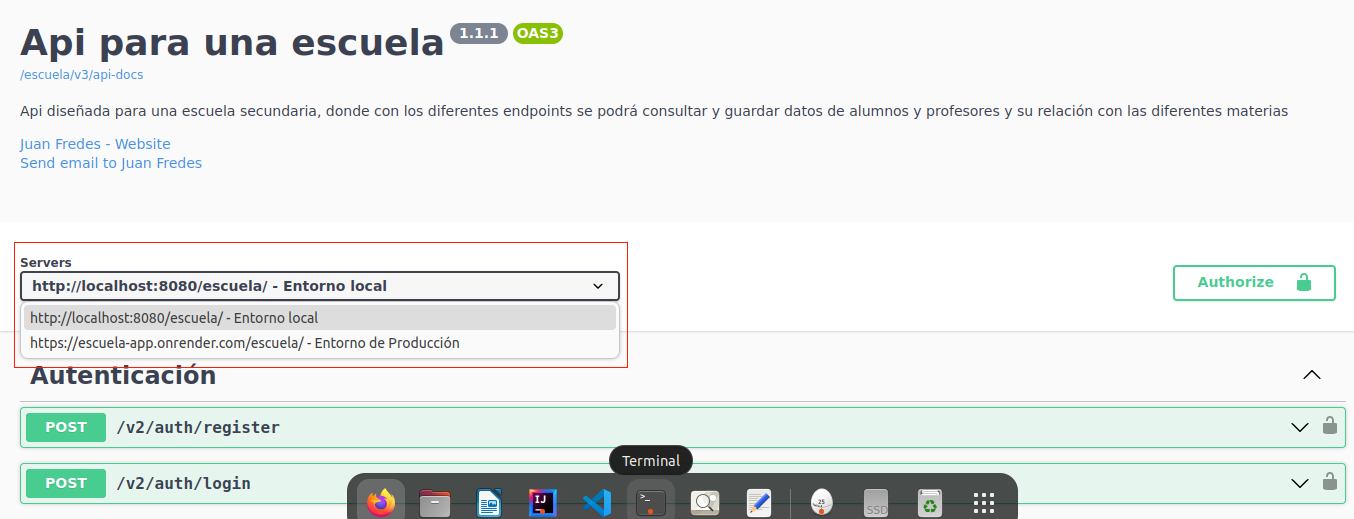 Api para una escuela 1.1.1 OAS3
/escuela/v3/api-docs
Api diseñada para una escuela secundaria, donde con los diferentes endpoints se podrá consultar y guardar datos de alumnos y profesores y su relación con las diferentes materias
Juan Fredes - Website
Send email to Juan Fredes
Servers
http://localhost:8080/escuela/ - Entorno local
Authorize
http://localhost:8080/escuela/ - Entorno local
https://escuela-app.onrender.com/escuela/ - Entorno de Producción
Autenticación
POST /v2/auth/register
Terminal
POST /v2/auth/login
IJ
>_
25
SSD